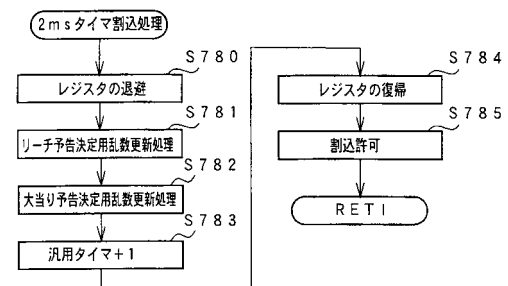 2msタイマ割込処理
S780
レジスタの退避
S781
リーチ予告決定用乱数更新処理
S782
大当り予告決定用乱数更新処理
S783
汎用タイマ+1
S784
レジスタの復帰
S785
割込許可
RETI